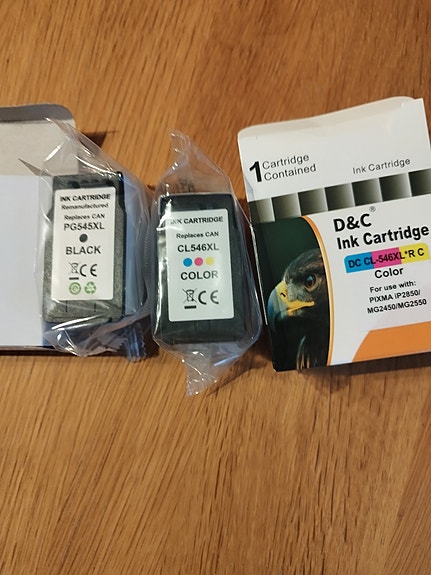 INK CARTRIDGE
Remanufactured
Replaces CAN
PG545XL
BLACK
CE
INK CARTRIDGE
Replaces CAN
CL546XL
COLOR
CE
1 Cartridge
Contained
Ink Cartridge
D&C®
Ink Cartridge
DC CL-546XL*R C
Color
For use with:
PIXMA iP2850/
MG2450/MG2550